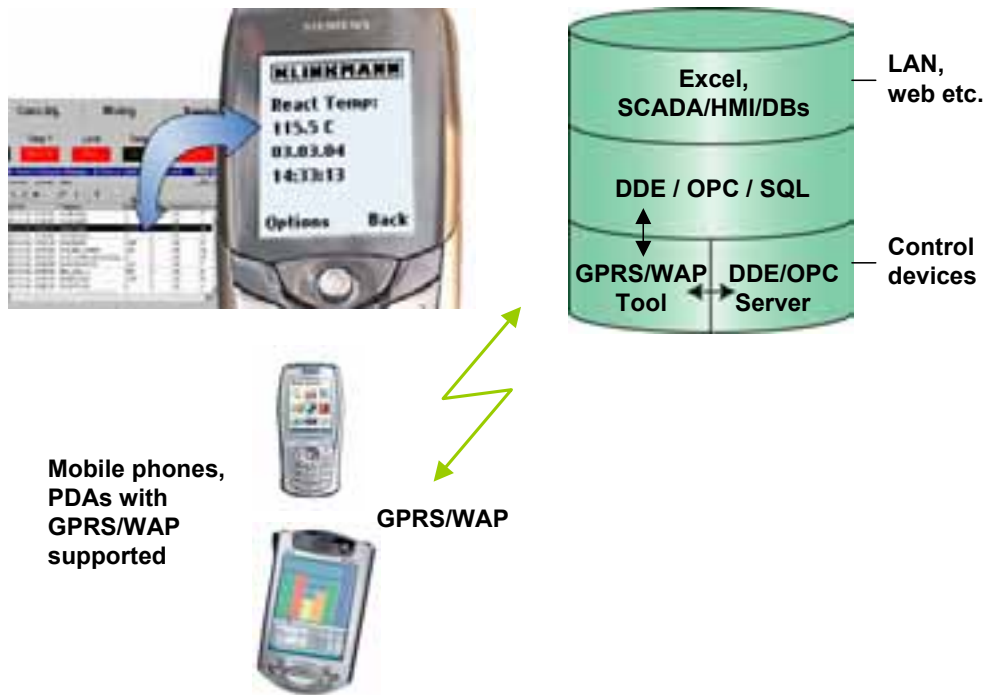 SIEMENS
KLINKMANN
React Temp:
115.5 C
03.03.04
14:33:13
Options Back
Excel,
SCADA/HMI/DBs
DDE / OPC / SQL
GPRS/WAP
Tool
DDE/OPC
Server
LAN,
web etc.
Control
devices
Mobile phones,
PDAs with
GPRS/WAP
supported
GPRS/WAP